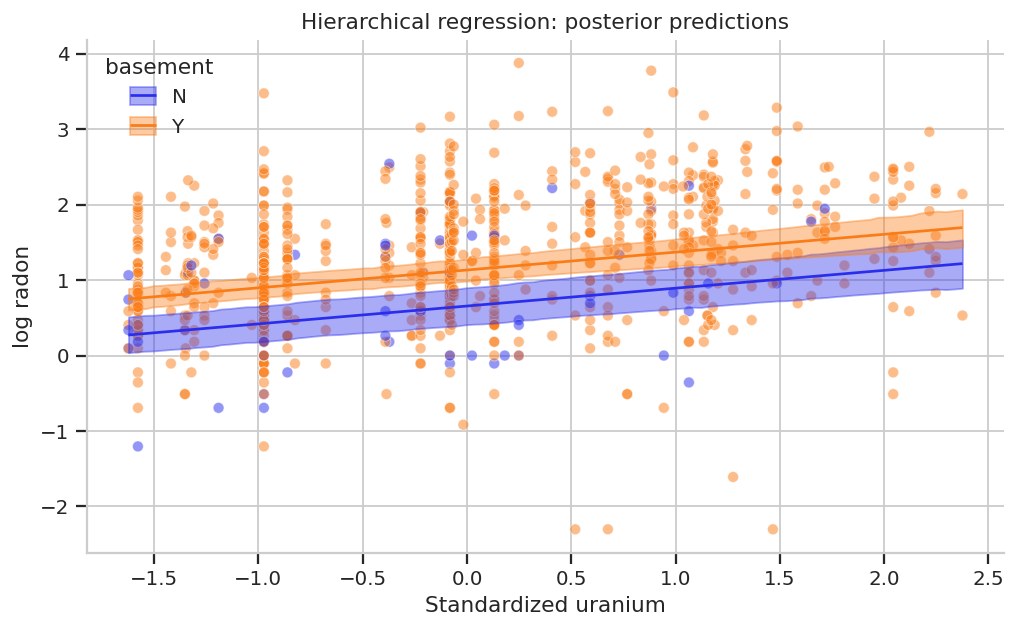 Hierarchical regression: posterior predictions
basement
N
Y
log radon
4
3
2
1
0
−1
−2
−1.5
−1.0
−0.5
0.0
0.5
1.0
1.5
2.0
2.5
Standardized uranium